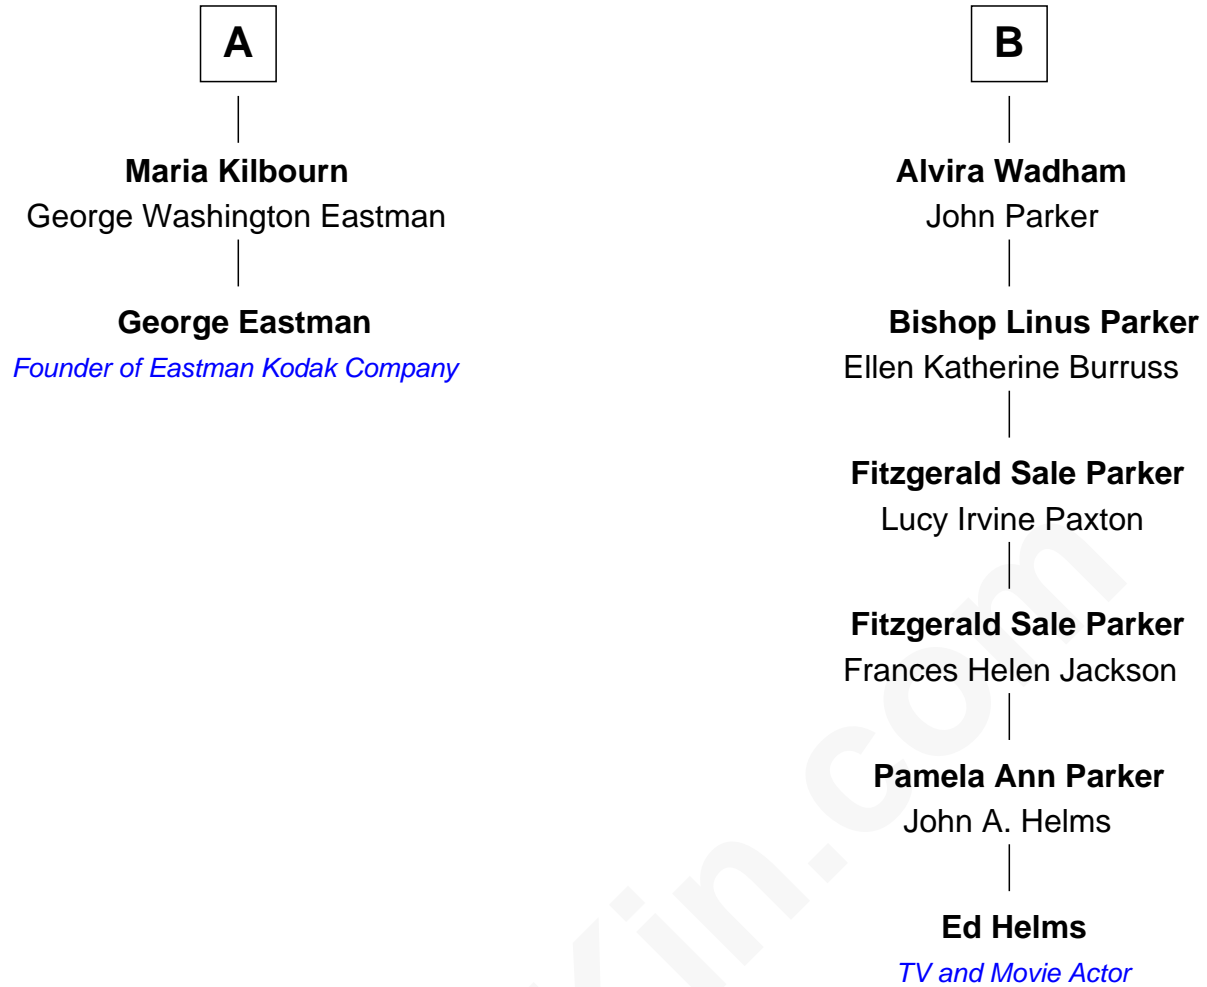 A
Maria Kilbourn
George Washington Eastman
George Eastman
Founder of Eastman Kodak Company
B
Alvira Wadham
John Parker
Bishop Linus Parker
Ellen Katherine Burruss
Fitzgerald Sale Parker
Lucy Irvine Paxton
Fitzgerald Sale Parker
Frances Helen Jackson
Pamela Ann Parker
John A. Helms
Ed Helms
TV and Movie Actor
Kin.com